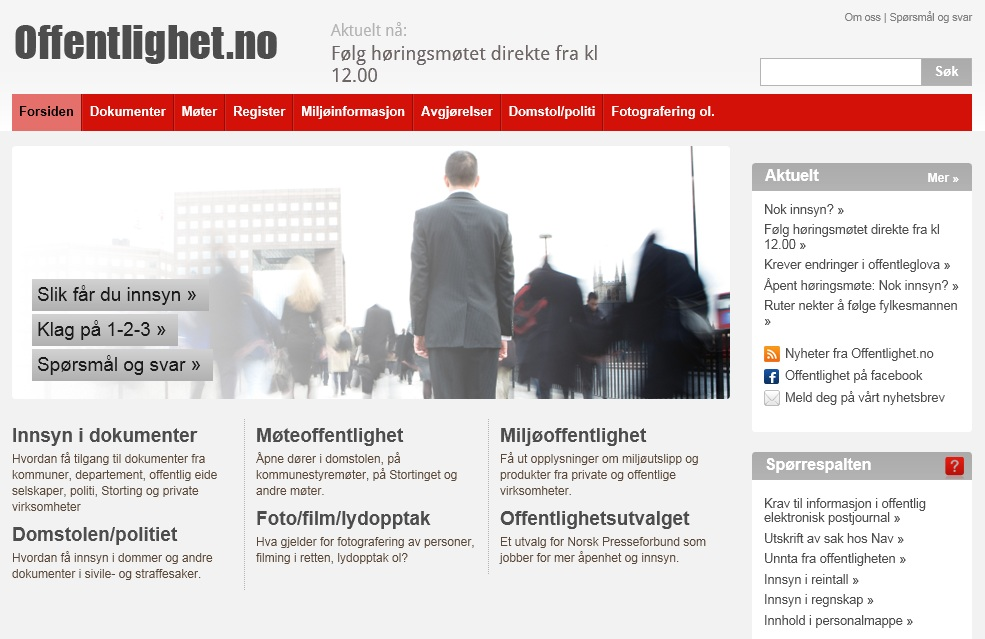 Om oss | Spørsmål og svar
Offentlighet.no
Aktuelt nå:
Følg høringsmøtet direkte fra kl
12.00
Søk
Forsiden Dokumenter Møter Register Miljøinformasjon Avgjørelser Domstol/politi Fotografering ol.
Slik får du innsyn »
Klag på 1-2-3 »
Spørsmål og svar »
Innsyn i dokumenter
Hvordan få tilgang til dokumenter fra
kommuner, departement, offentlig eide
selskaper, politi, Storting og private
virksomheter
Domstolen/politiet
Hvordan få innsyn i dommer og andre
dokumenter i sivile- og straffesaker.
Møteoffentlighet
Åpne dører i domstolen, på
kommunestyremøter, på Stortinget og
andre møter.
Foto/film/lydopptak
Hva gjelder for fotografering av personer,
filming i retten, lydopptak ol?
Miljøoffentlighet
Få ut opplysninger om miljøutslipp og
produkter fra private og offentlige
virksomheter.
Offentlighetsutvalget
Et utvalg for Norsk Presseforbund som
jobber for mer åpenhet og innsyn.
Aktuelt Mer »
Nok innsyn? »
Følg høringsmøtet direkte fra kl
12.00 »
Krever endringer i offentleglova »
Åpent høringsmøte: Nok innsyn? »
Ruter nekter å følge fylkesmannen
»
Nyheter fra Offentlighet.no
Offentlighet på facebook
Meld deg på vårt nyhetsbrev
Spørrespalten ?
Krav til informasjon i offentlig
elektronisk postjournal »
Utskrift av sak hos Nav »
Unnta fra offentligheten »
Innsyn i reintall »
Innsyn i regnskap »
Innhold i personalmappe »